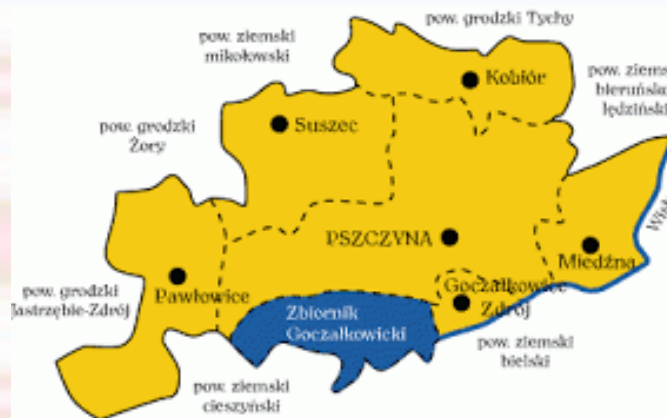 pow. grodzki Tychy
pow. ziemski
mikołowski
Kobiór
pow. ziems
bieruńsko
lędziński
Suszec
pow. grodzki
Żory
PSZCZYNA
Miedźna
Pawłowice
Goczałkowice
Zdrój
pow. grodzki
Jastrzębie-Zdrój
Zbiornik
Goczałkowicki
pow. ziemski
bielski
pow. ziemski
cieszyński